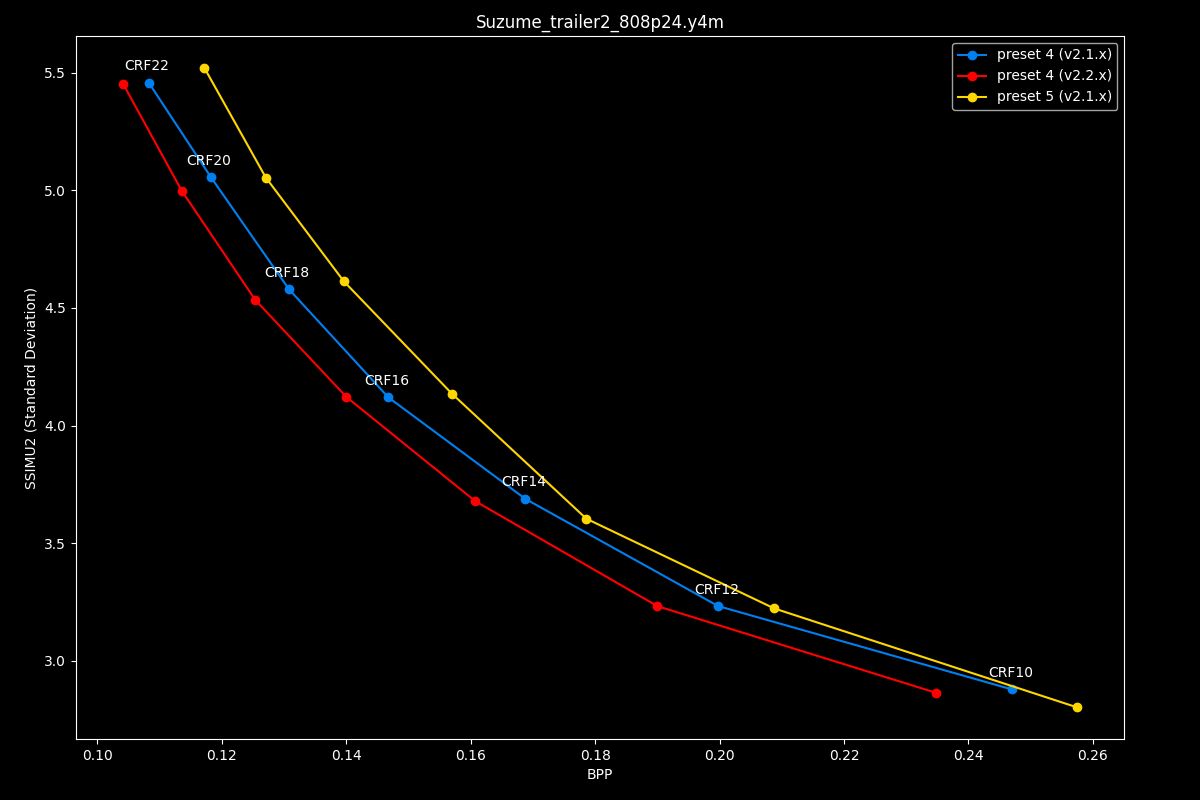 Suzume_trailer2_808p24.y4m
preset 4 (v2.1.x)
preset 4 (v2.2.x)
preset 5 (v2.1.x)
CRF22
CRF20
CRF18
CRF16
CRF14
CRF12
CRF10
5.5
5.0
4.5
4.0
3.5
3.0
SSIMU2 (Standard Deviation)
0.10 0.12 0.14 0.16 0.18 0.20 0.22 0.24 0.26
BPP